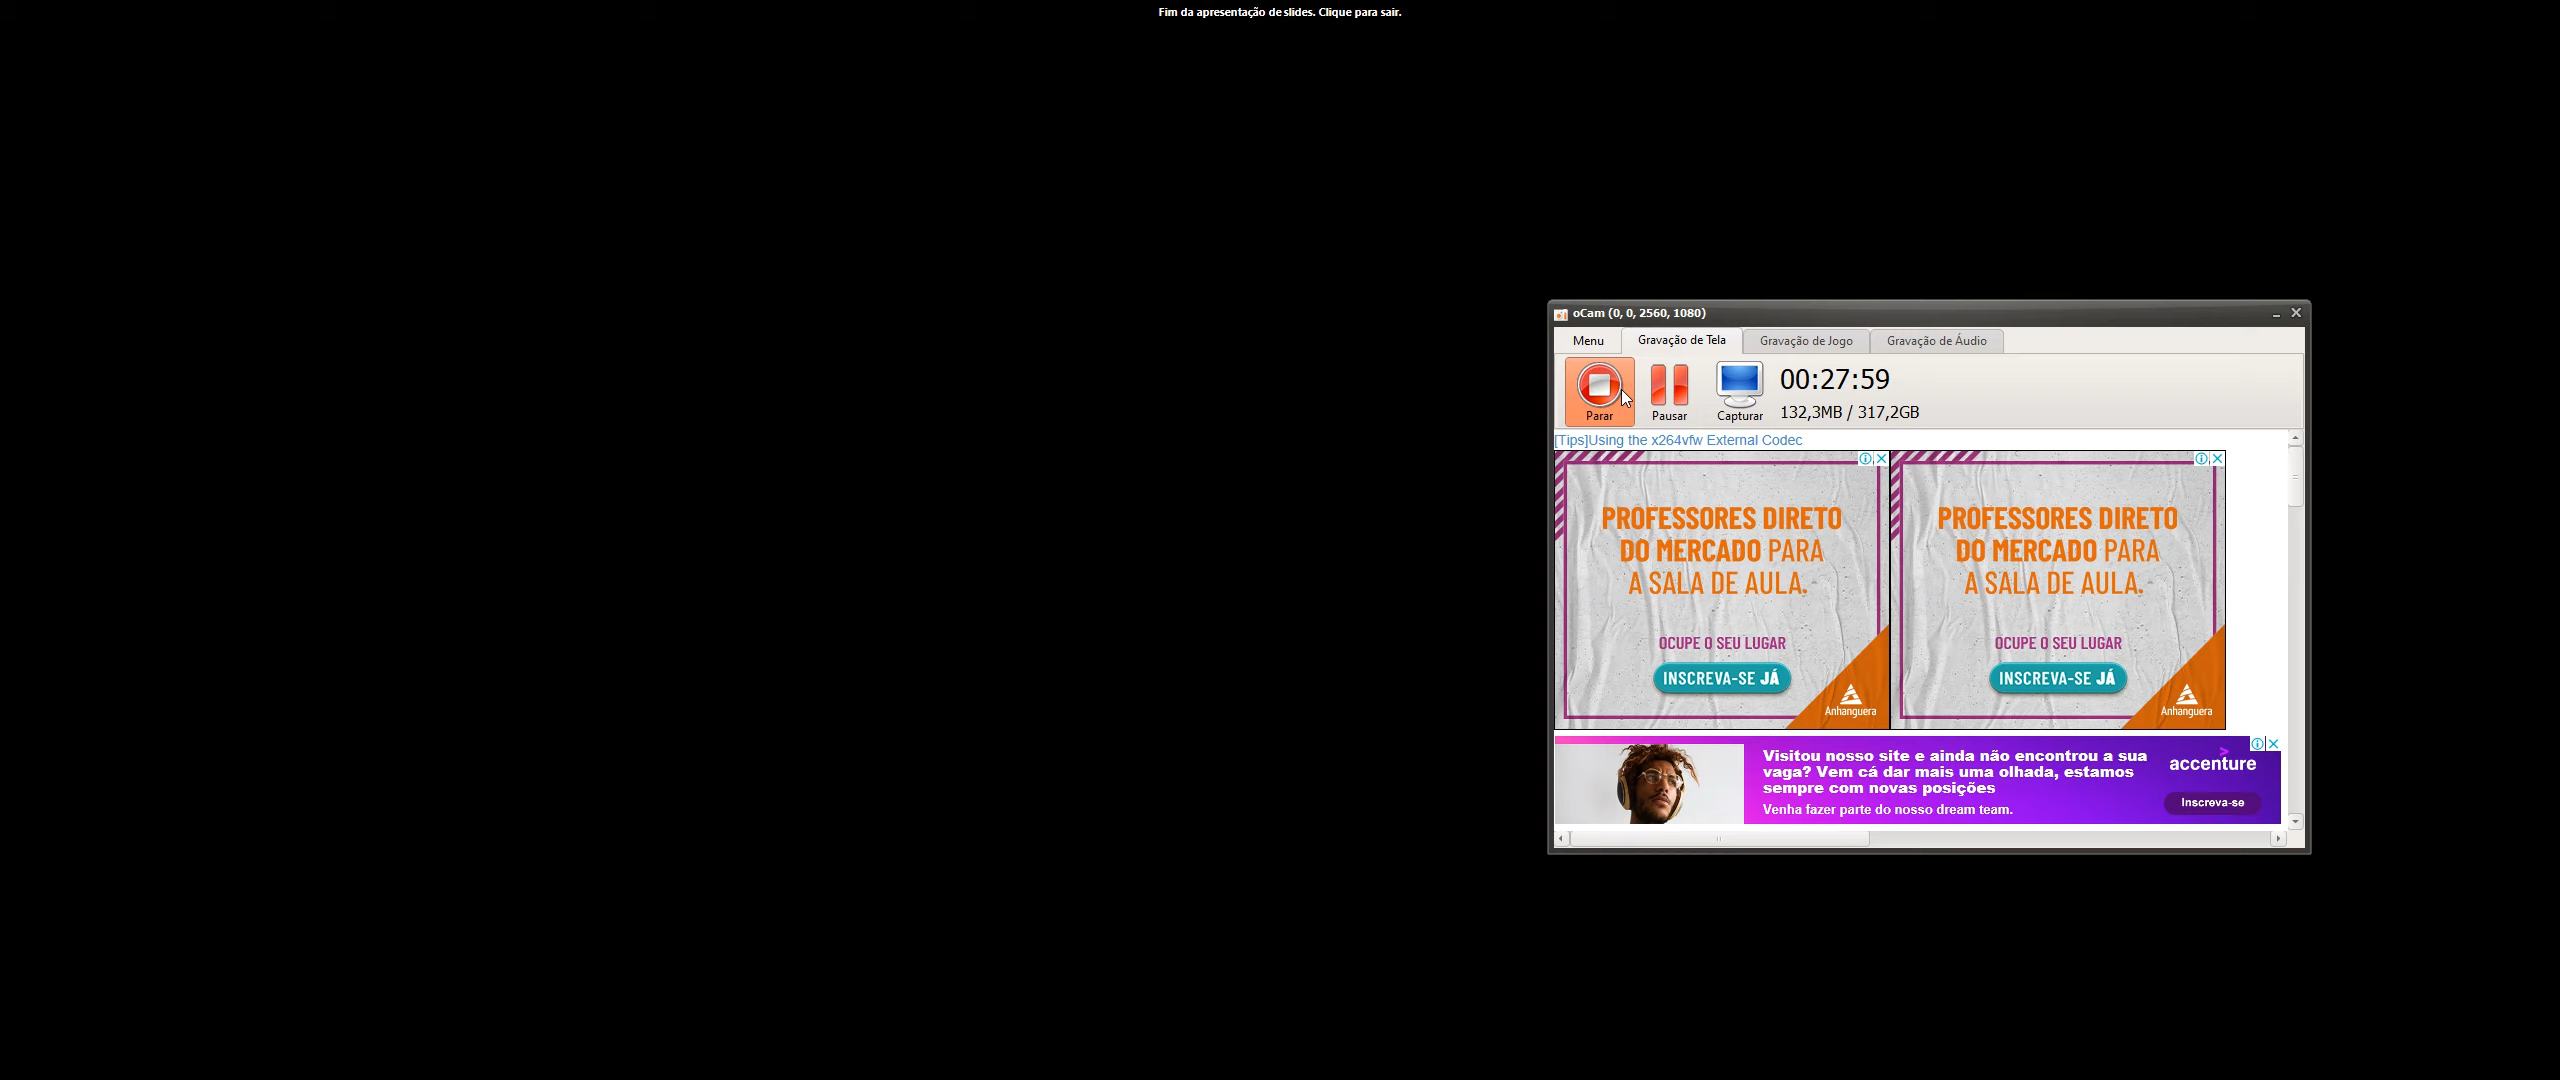 Fim da apresentação de slides. Clique para sair.
oCam (0, 0, 2560, 1080)
Menu
Gravação de Tela
Gravação de Jogo
Gravação de Áudio
Parar
Pausar
Capturar
00:27:59
132,3MB / 317,2GB
[Tips]Using the x264vfw External Codec
PROFESSORES DIRETO
DO MERCADO PARA
A SALA DE AULA.
OCUPE O SEU LUGAR
INSCREVA-SE JÁ
Anhanguera
PROFESSORES DIRETO
DO MERCADO PARA
A SALA DE AULA.
OCUPE O SEU LUGAR
INSCREVA-SE JÁ
Anhanguera
Visitou nosso site e ainda não encontrou a sua
vaga? Vem cá dar mais uma olhada, estamos
sempre com novas posições
Venha fazer parte do nosso dream team.
accenture
Inscreva-se